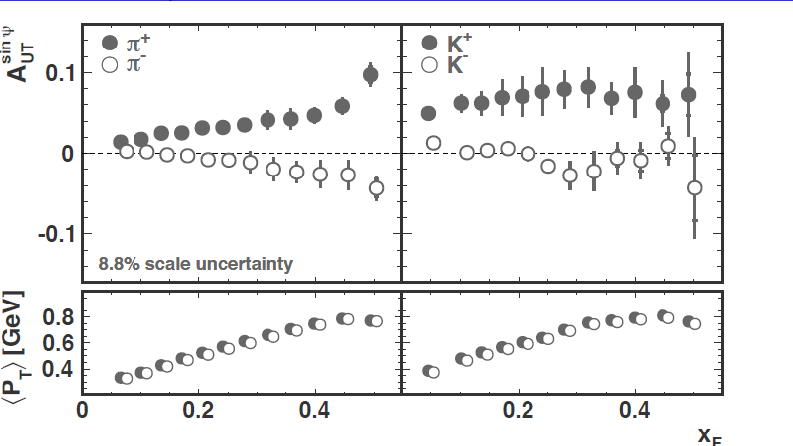 A_UT^sin ψ
π+
π-
K+
K-
0.1
0
-0.1
8.8% scale uncertainty
⟨P_T⟩ [GeV]
0.8
0.6
0.4
0 0.2 0.4 0.2 0.4
x_F